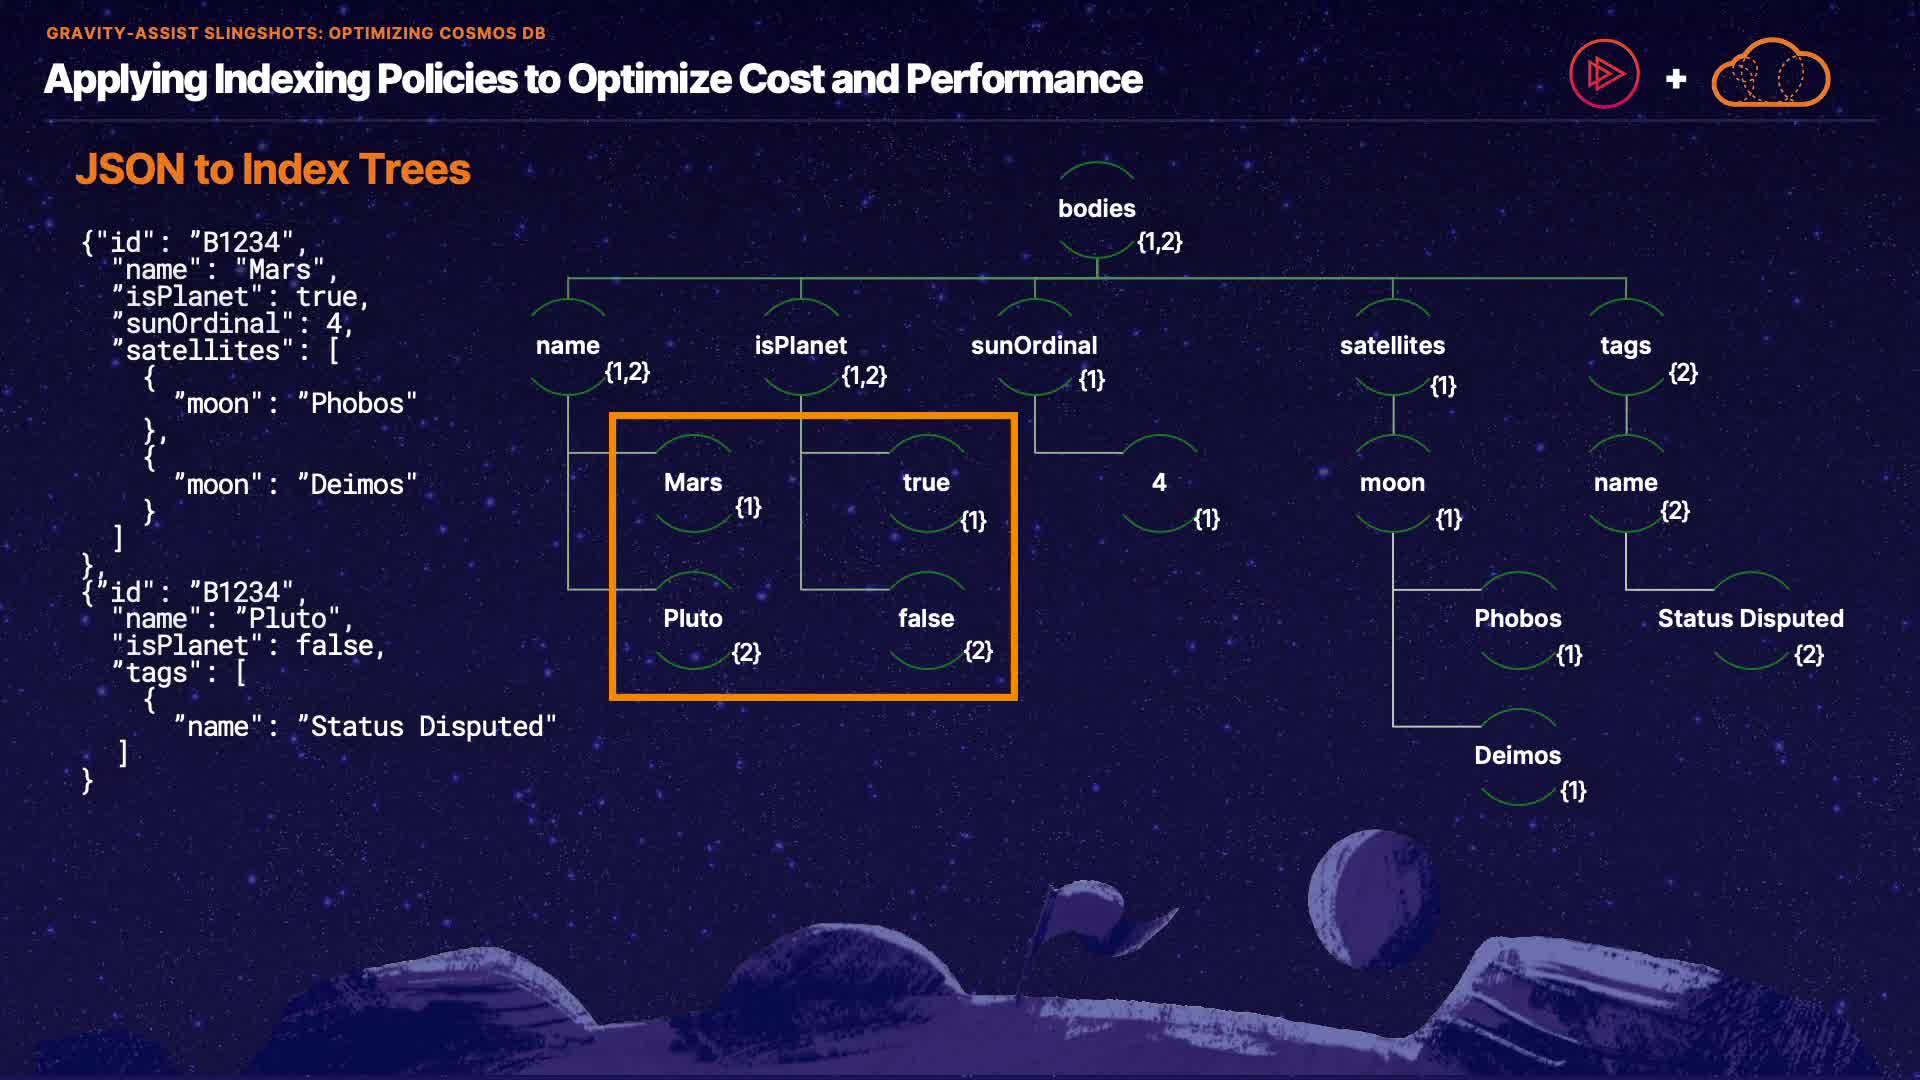 GRAVITY-ASSIST SLINGSHOTS: OPTIMIZING COSMOS DB
Applying Indexing Policies to Optimize Cost and Performance
+
JSON to Index Trees
{"id": ”B1234",
"name": "Mars",
"isPlanet": true,
”sunOrdinal": 4,
”satellites": [
{
”moon": ”Phobos"
},
{
”moon": ”Deimos"
}
]
},
{”id": ”B1234",
"name": ”Pluto",
"isPlanet": false,
”tags": [
{
”name": ”Status Disputed"
]
}
bodies
{1,2}
name
{1,2}
isPlanet
{1,2}
sunOrdinal
{1}
satellites
{1}
tags
{2}
Mars
{1}
true
{1}
4
{1}
moon
{1}
name
{2}
Pluto
{2}
false
{2}
Phobos
{1}
Status Disputed
{2}
Deimos
{1}